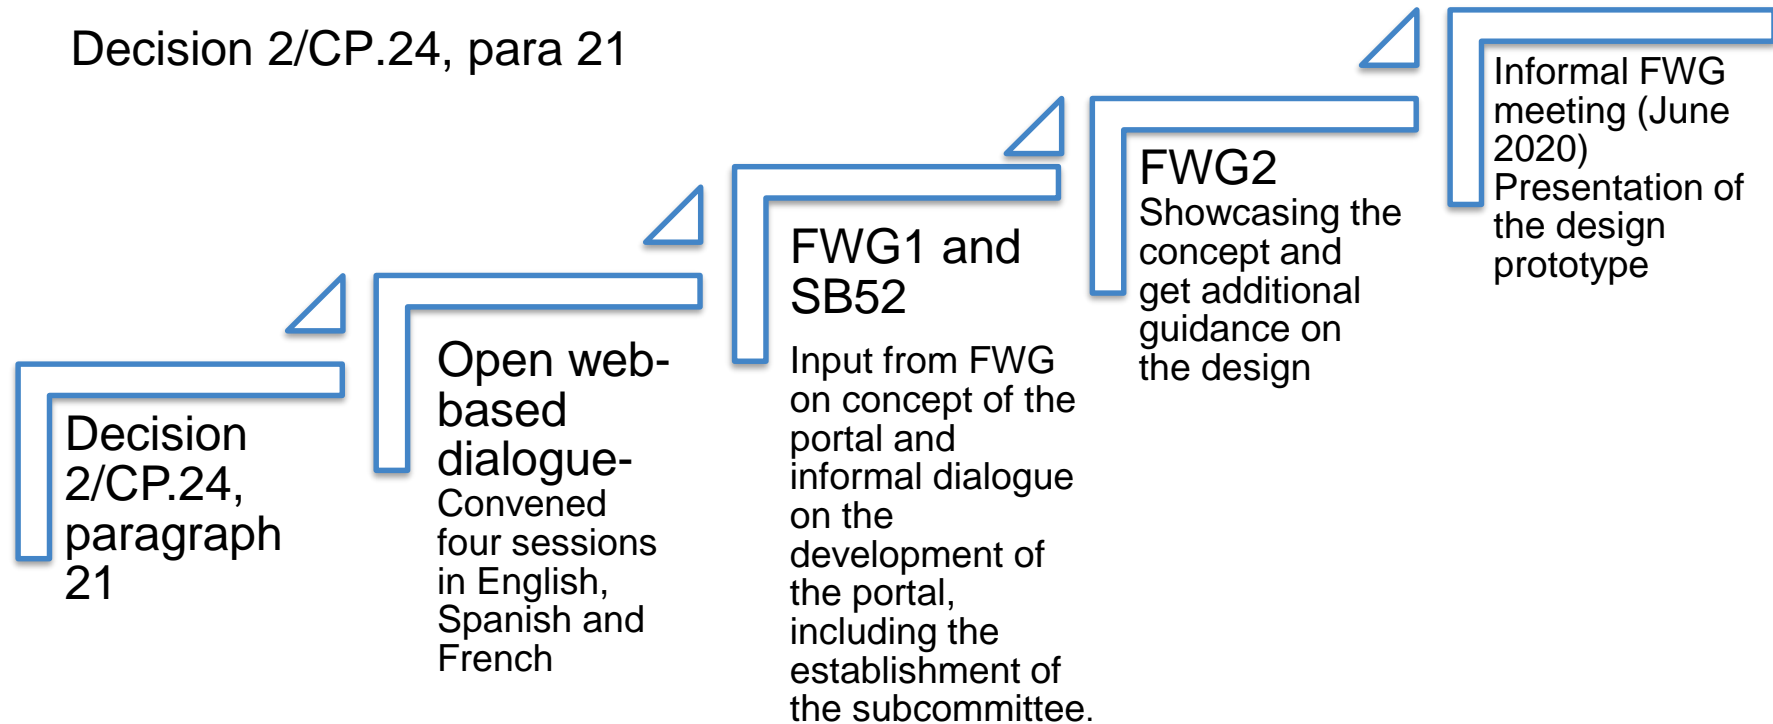 Decision 2/CP.24, para 21
Decision
2/CP.24,
paragraph
21
Open web-
based
dialogue-
Convened
four sessions
in English,
Spanish and
French
FWG1 and
SB52
Input from FWG
on concept of the
portal and
informal dialogue
on the
development of
the portal,
including the
establishment of
the subcommittee.
FWG2
Showcasing the
concept and
get additional
guidance on
the design
Informal FWG
meeting (June
2020)
Presentation of
the design
prototype